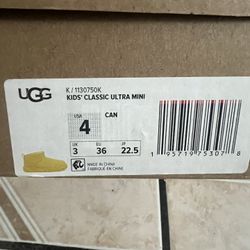 UGG
K / 1130750K
KIDS' CLASSIC ULTRA MINI
USA
CAN
4
UK EU JP
3 36 22.5
MADE IN CHINA
FABRIQUÉ EN CHINE
1 95719 75307 8